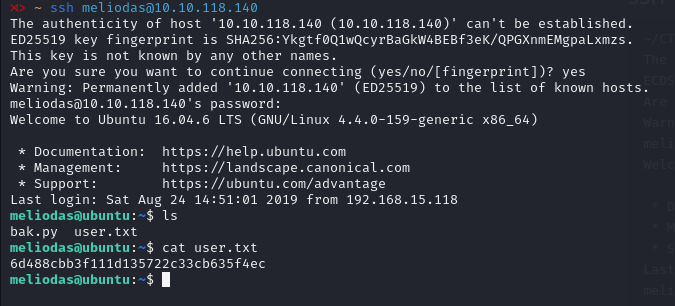 ×> ~ ssh meliodas@10.10.118.140
The authenticity of host '10.10.118.140 (10.10.118.140)' can't be established.
ED25519 key fingerprint is SHA256:Ykgtf0Q1wQcyrBaGkW4BEBf3eK/QPGXnmEMgpaLxmzs.
This key is not known by any other names.
Are you sure you want to continue connecting (yes/no/[fingerprint])? yes
Warning: Permanently added '10.10.118.140' (ED25519) to the list of known hosts.
meliodas@10.10.118.140's password:
Welcome to Ubuntu 16.04.6 LTS (GNU/Linux 4.4.0-159-generic x86_64)
* Documentation:  https://help.ubuntu.com
* Management:     https://landscape.canonical.com
* Support:        https://ubuntu.com/advantage
Last login: Sat Aug 24 14:51:01 2019 from 192.168.15.118
meliodas@ubuntu:~$ ls
bak.py  user.txt
meliodas@ubuntu:~$ cat user.txt
6d488cbb3f111d135722c33cb635f4ec
meliodas@ubuntu:~$